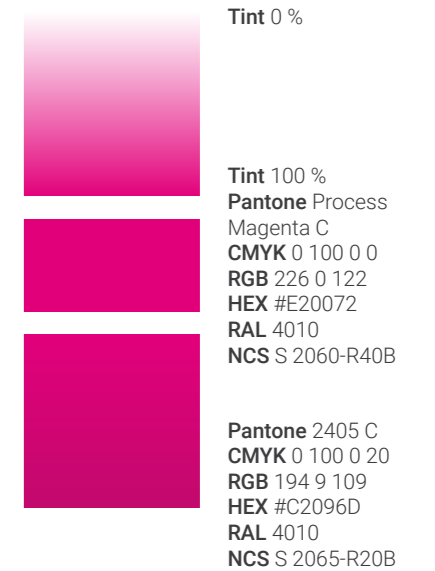 Tint 0 %
Tint 100 %
Pantone Process
Magenta C
CMYK 0 100 0 0
RGB 226 0 122
HEX #E20072
RAL 4010
NCS S 2060-R40B
Pantone 2405 C
CMYK 0 100 0 20
RGB 194 9 109
HEX #C2096D
RAL 4010
NCS S 2065-R20B